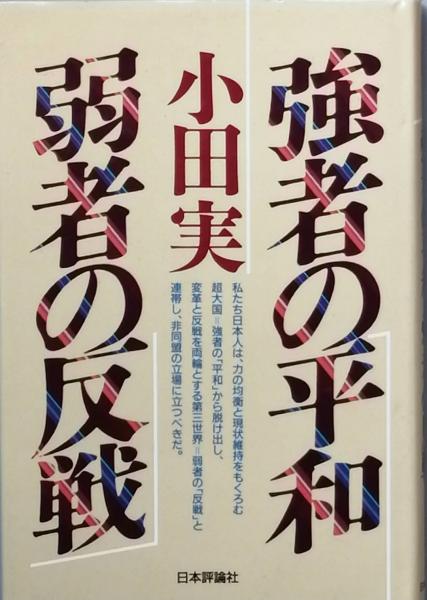 強者の平和
小田実
弱者の反戦
私たち日本人は、力の均衡と現状維持をもくろむ
超大国=強者の「平和」から脱け出し、
変革と反戦を両輪とする第三世界=弱者の「反戦」と
連帯し、非同盟の立場に立つべきだ。
日本評論社